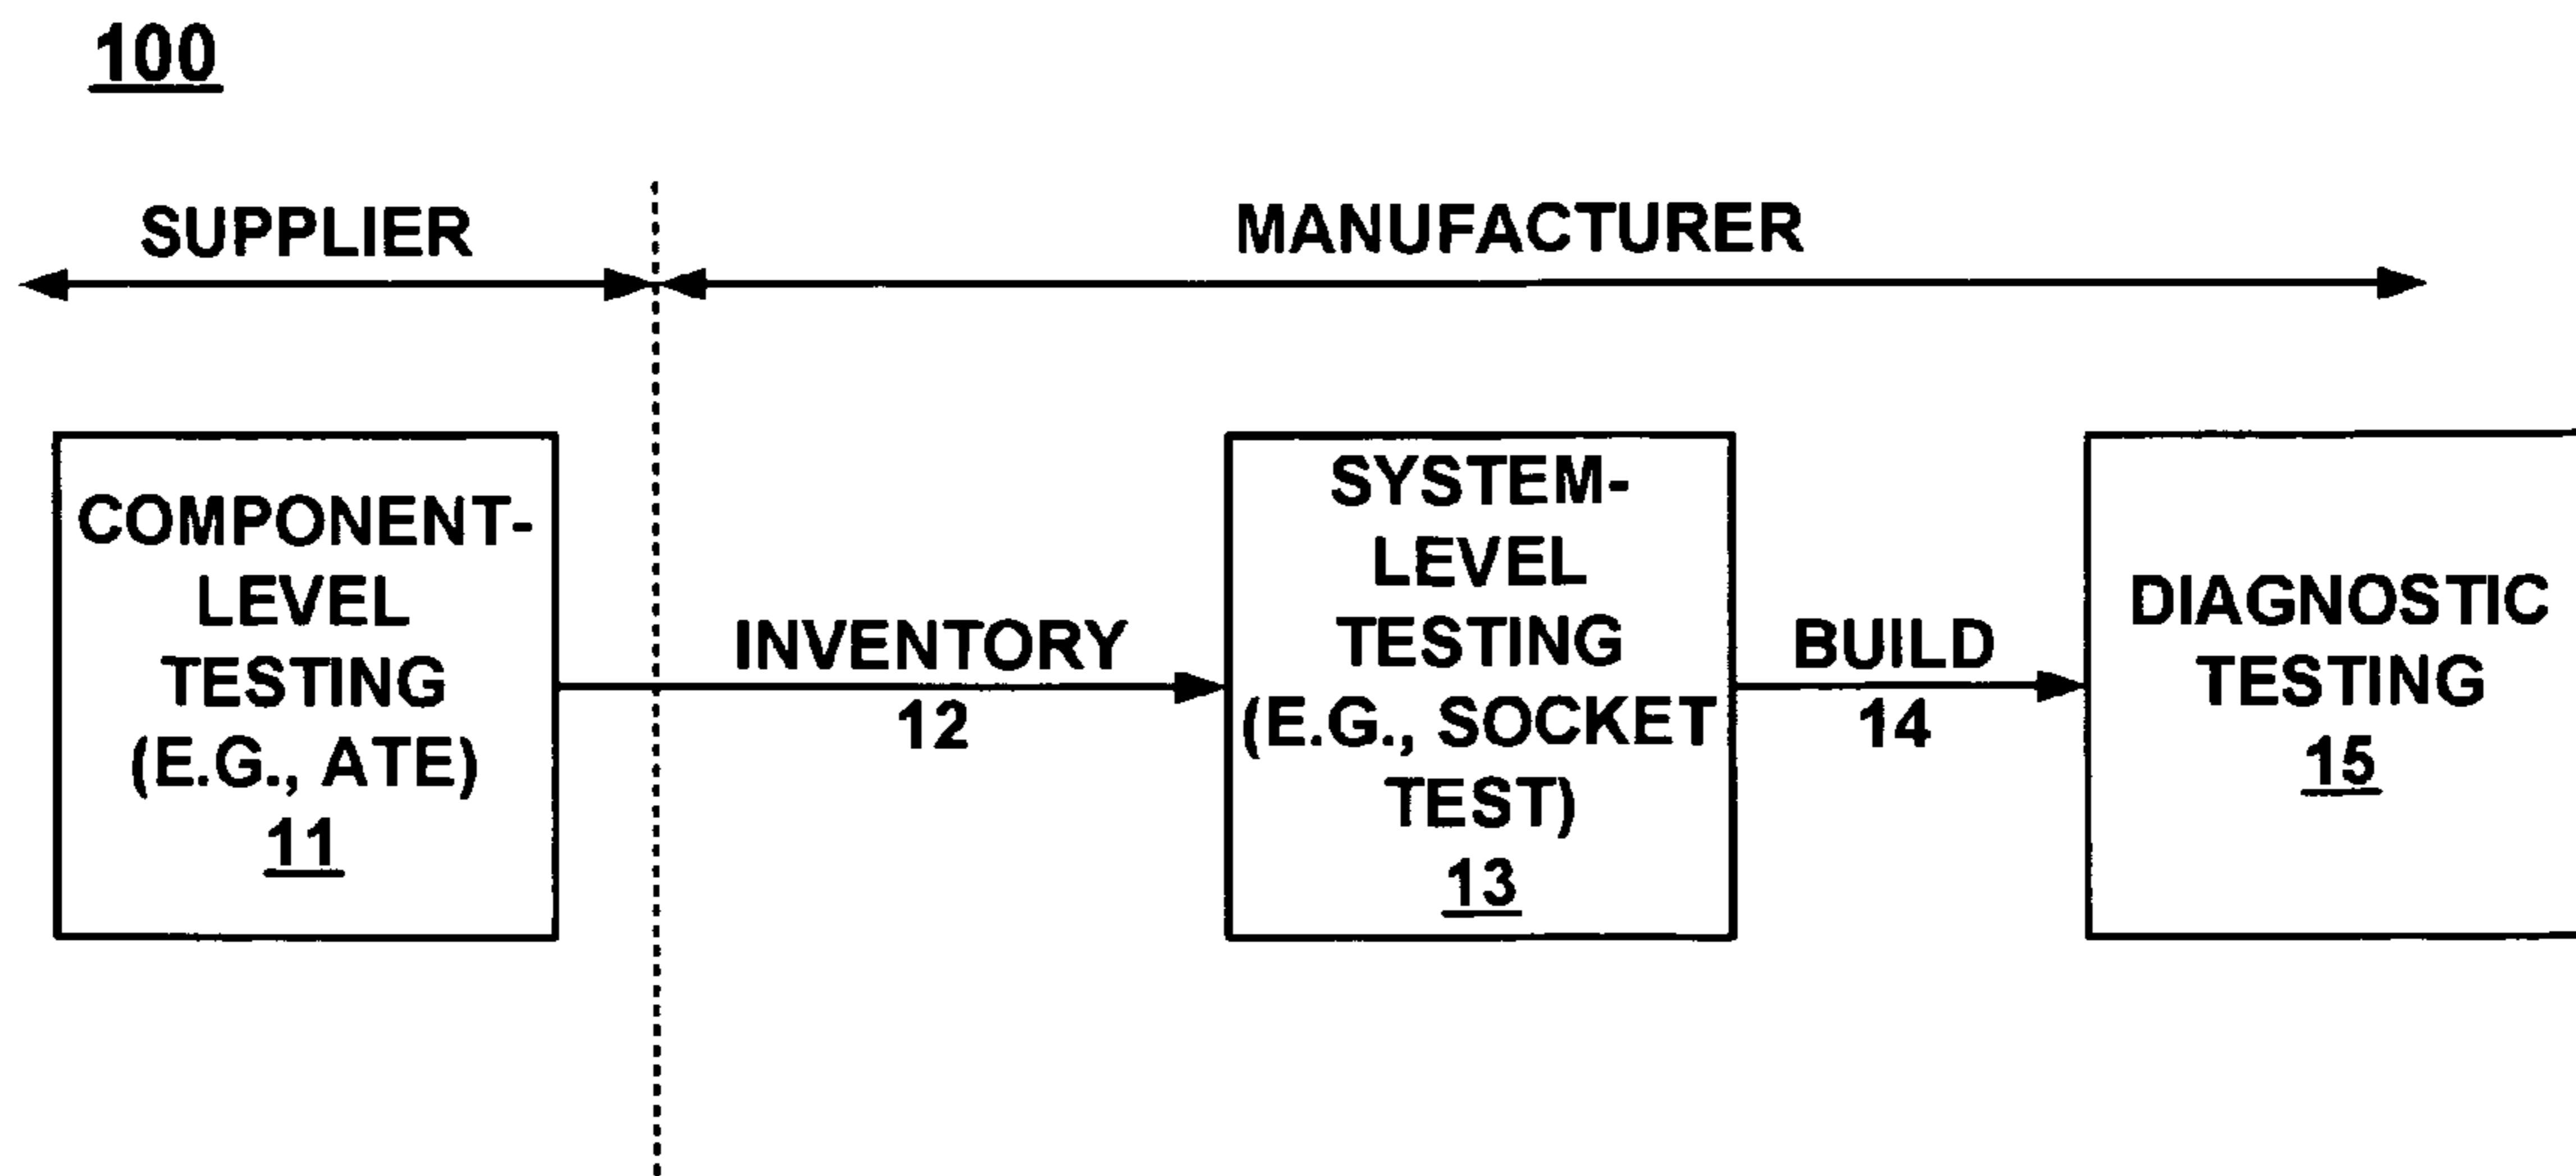 100
SUPPLIER
MANUFACTURER
COMPONENT-
LEVEL
TESTING
(E.G., ATE)
11
INVENTORY
12
SYSTEM-
LEVEL
TESTING
(E.G., SOCKET
TEST)
13
BUILD
14
DIAGNOSTIC
TESTING
15